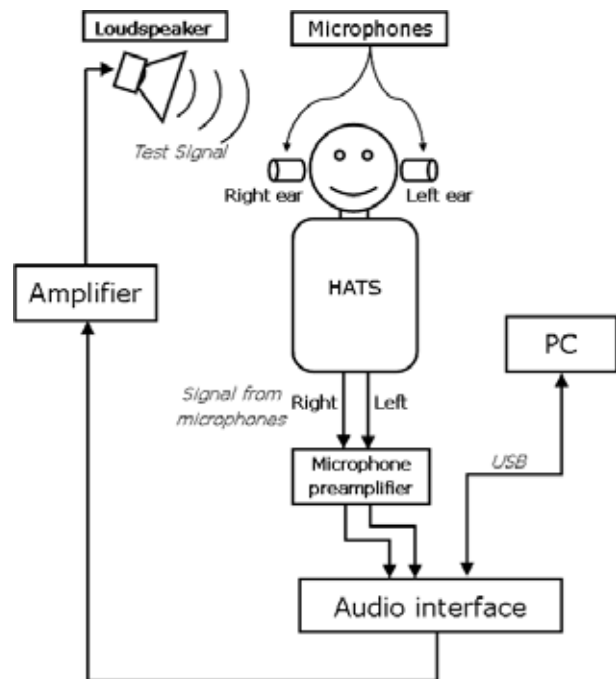 Loudspeaker
Microphones
Test Signal
Right ear
Left ear
Amplifier
HATS
PC
Signal from
microphones
Right
Left
USB
Microphone
preamplifier
Audio interface